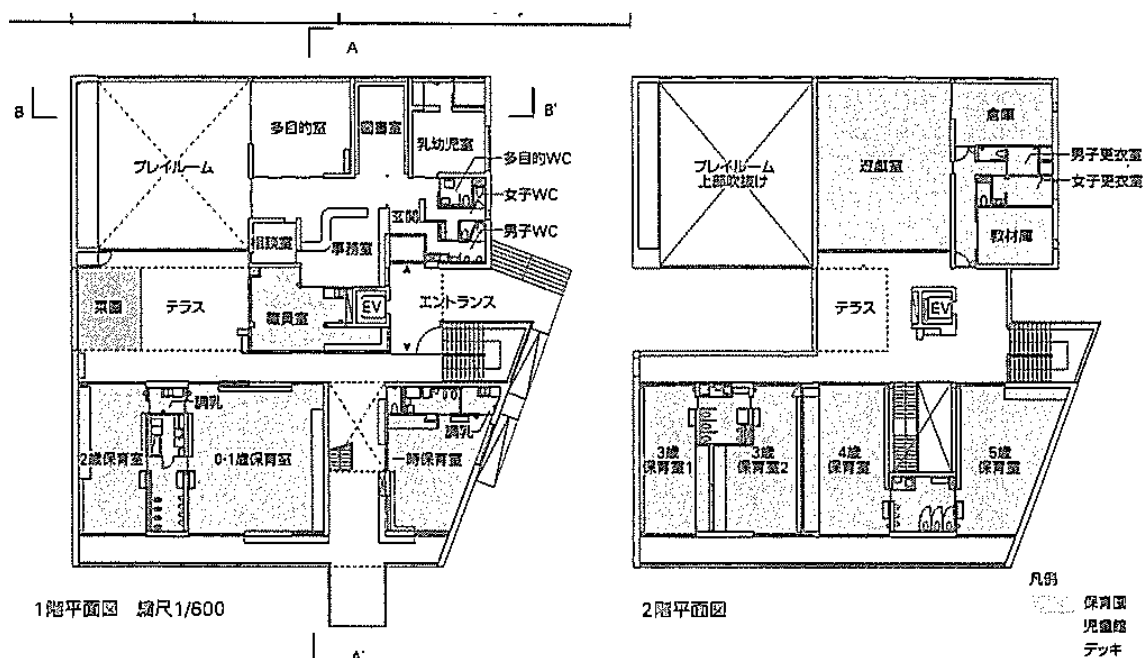 A
B
B'
多目的室
図書室
乳幼児室
プレイルーム
多目的WC
女子WC
玄関
男子WC
相談室
事務室
菜園
テラス
職員室
EV
エントランス
調乳
2歳保育室
0・1歳保育室
一時保育室
調乳
1階平面図 縮尺1/600
A'
倉庫
プレイルーム
上部吹抜け
遊戯室
男子更衣室
女子更衣室
教材庫
テラス
EV
3歳
保育室1
3歳
保育室2
4歳
保育室
5歳
保育室
2階平面図
凡例
保育園
児童館
デッキ